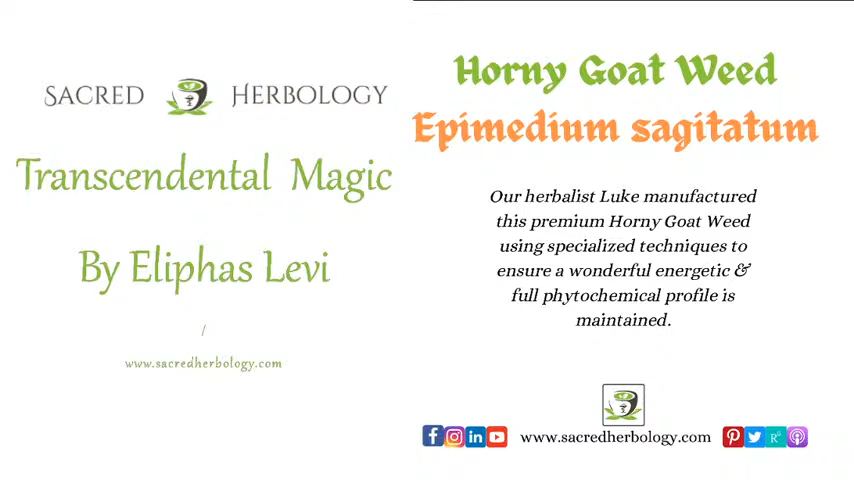 SACRED HERBOLOGY
Transcendental Magic
By Eliphas Levi
/
www.sacredherbology.com
Horny Goat Weed
Epimedium sagitatum
Our herbalist Luke manufactured
this premium Horny Goat Weed
using specialized techniques to
ensure a wonderful energetic &
full phytochemical profile is
maintained.
www.sacredherbology.com